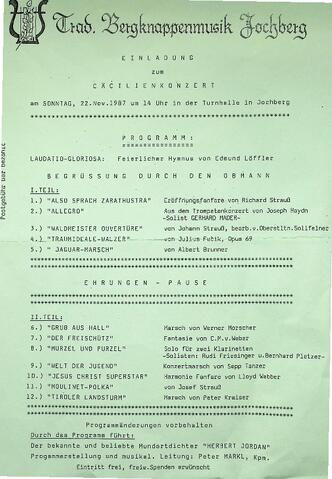 Trad. Bergknappenmusik Jochberg
EINLADUNG
zum
CÄCILIENKONZERT
am SONNTAG, 22.Nov.1987 um 14 Uhr in der Turnhalle in Jochberg
Postgebühr bar bezahlt
PROGRAMM:
LAUDATIO-GLORIOSA: Feierlicher Hymnus von Edmund Löffler
BEGRÜSSUNG DURCH DEN OBMANN
I.TEIL:
1.) "ALSO SPRACH ZARATHUSTRA" Eröffnungsfanfare von Richard Strauß
2.) "ALLEGRO" Aus dem Trompetenkonzert von Joseph Haydn
-Solist GERHARD MADER-
3.) "WALDMEISTER OUVERTÜRE" von Johann Strauß, bearb.v.Oberstltn.Sollfelner
4.) "TRAUMIDEALE-WALZER" von Julius Fučik, Opus 69
5.) " JAGUAR-MARSCH" von Albert Brunner
EHRUNGEN - PAUSE
II.TEIL:
6.) "GRUß AUS HALL" Marsch von Werner Morscher
7.) "DER FREISCHÜTZ" Fantasie von C.M.v.Weber
8.) "MURZEL UND PURZEL" Solo für zwei Klarinetten
-Solisten: Rudi Friesinger u.Bernhard Pletzer-
9.) "WELT DER JUGEND" Konzertmarsch von Sepp Tanzer
10.) "JESUS CHRIST SUPERSTAR" Harmonie Fanfare von Lloyd Webber
11.) "MOULINET-POLKA" von Josef Strauß
12.) "TIROLER LANDSTURM" Marsch von Peter Kreiser
Programmänderungen vorbehalten
Durch das Programm führt:
Der bekannte und beliebte Mundartdichter "HERBERT JORDAN"
Programmerstellung und musikal. Leitung: Peter MARKL, Kpm.
Eintritt frei, freiw.Spenden erwünscht